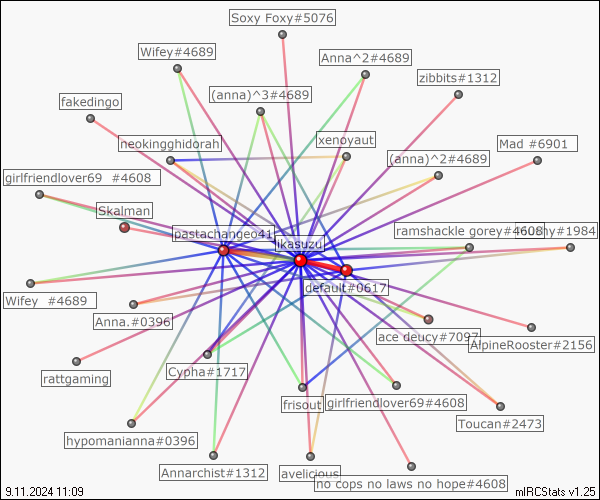 Soxy Foxy#5076
Wifey#4689
Anna^2#4689
zibbits#1312
(anna)^3#4689
fakedingo
neokingghidorah
xenoyaut
Mad #6901
(anna)^2#4689
girlfriendlover69 #4608
Skalman
pastachangeo41
ikasuzu
ramshackle gorey#4608
#1984
default#0617
Wifey #4689
Anna.#0396
ace deucy#7097
AlpineRooster#2156
rattgaming
Cypha#1717
frisout
girlfriendlover69#4608
Toucan#2473
hypomanianna#0396
Annarchist#1312
avelicious
no cops no laws no hope#4608
9.11.2024 11:09
mIRCStats v1.25